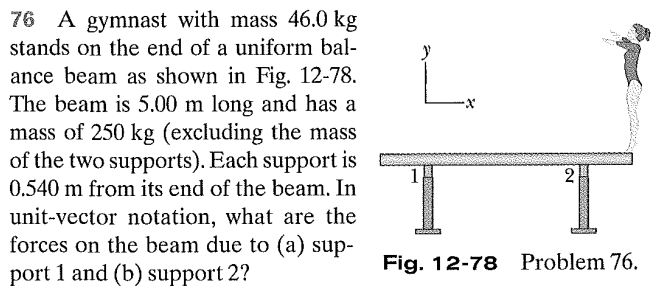 76 A gymnast with mass 46.0 kg
stands on the end of a uniform bal-
ance beam as shown in Fig. 12-78.
The beam is 5.00 m long and has a
mass of 250 kg (excluding the mass
of the two supports). Each support is
0.540 m from its end of the beam. In
unit-vector notation, what are the
forces on the beam due to (a) sup-
port 1 and (b) support 2?
y
x
1
2
Fig. 12-78 Problem 76.